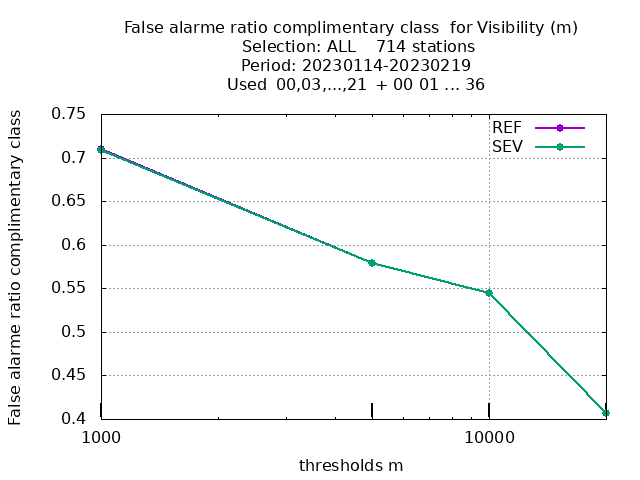 False alarme ratio complimentary class  for Visibility (m)
Selection: ALL    714 stations
Period: 20230114-20230219
Used  00,03,...,21  + 00 01 ... 36
False alarme ratio complimentary class
0.75
0.7
0.65
0.6
0.55
0.5
0.45
0.4
REF
SEV
1000
10000
thresholds m